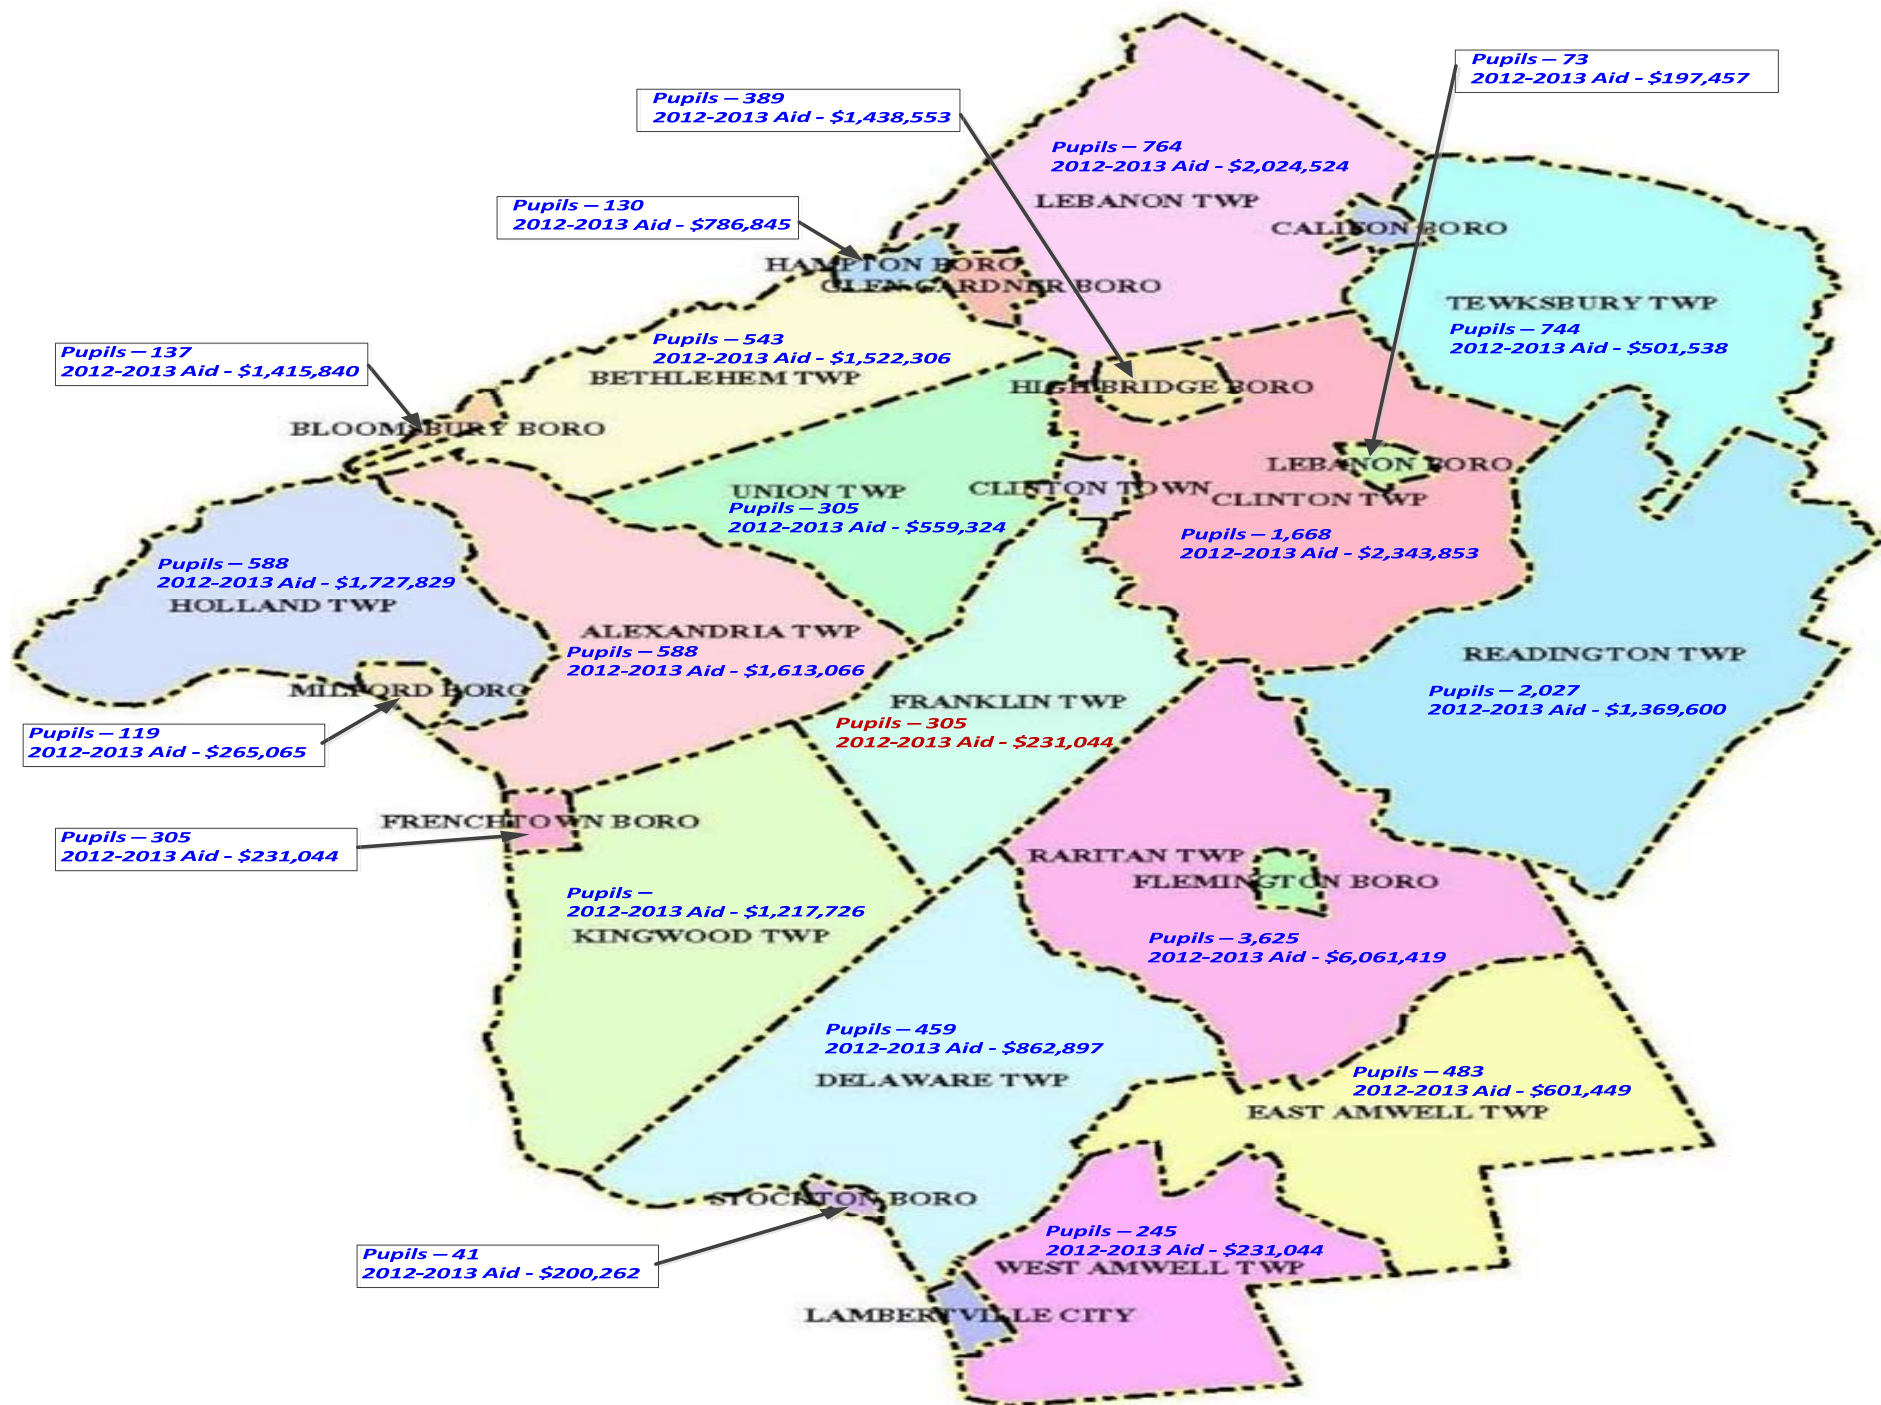 Pupils – 73
2012-2013 Aid - $197,457
Pupils – 389
2012-2013 Aid - $1,438,553
Pupils – 764
2012-2013 Aid - $2,024,524
LEBANON TWP
Pupils – 130
2012-2013 Aid - $786,845
CALIFON BORO
HAMPTON BORO
GLEN GARDNER BORO
TEWKSBURY TWP
Pupils – 744
2012-2013 Aid - $501,538
Pupils – 543
2012-2013 Aid - $1,522,306
BETHLEHEM TWP
Pupils – 137
2012-2013 Aid - $1,415,840
HIGH BRIDGE BORO
BLOOMSBURY BORO
LEBANON BORO
UNION TWP
Pupils – 305
2012-2013 Aid - $559,324
CLINTON TOWN
CLINTON TWP
Pupils – 1,668
2012-2013 Aid - $2,343,853
Pupils – 588
2012-2013 Aid - $1,727,829
HOLLAND TWP
ALEXANDRIA TWP
Pupils – 588
2012-2013 Aid - $1,613,066
READINGTON TWP
Pupils – 2,027
2012-2013 Aid - $1,369,600
MILFORD BORO
FRANKLIN TWP
Pupils – 305
2012-2013 Aid - $231,044
Pupils – 119
2012-2013 Aid - $265,065
FRENCHTOWN BORO
Pupils – 305
2012-2013 Aid - $231,044
RARITAN TWP
FLEMINGTON BORO
Pupils – 3,625
2012-2013 Aid - $6,061,419
Pupils –
2012-2013 Aid - $1,217,726
KINGWOOD TWP
Pupils – 459
2012-2013 Aid - $862,897
DELAWARE TWP
Pupils – 483
2012-2013 Aid - $601,449
EAST AMWELL TWP
STOCKTON BORO
Pupils – 41
2012-2013 Aid - $200,262
Pupils – 245
2012-2013 Aid - $231,044
WEST AMWELL TWP
LAMBERTVILLE CITY